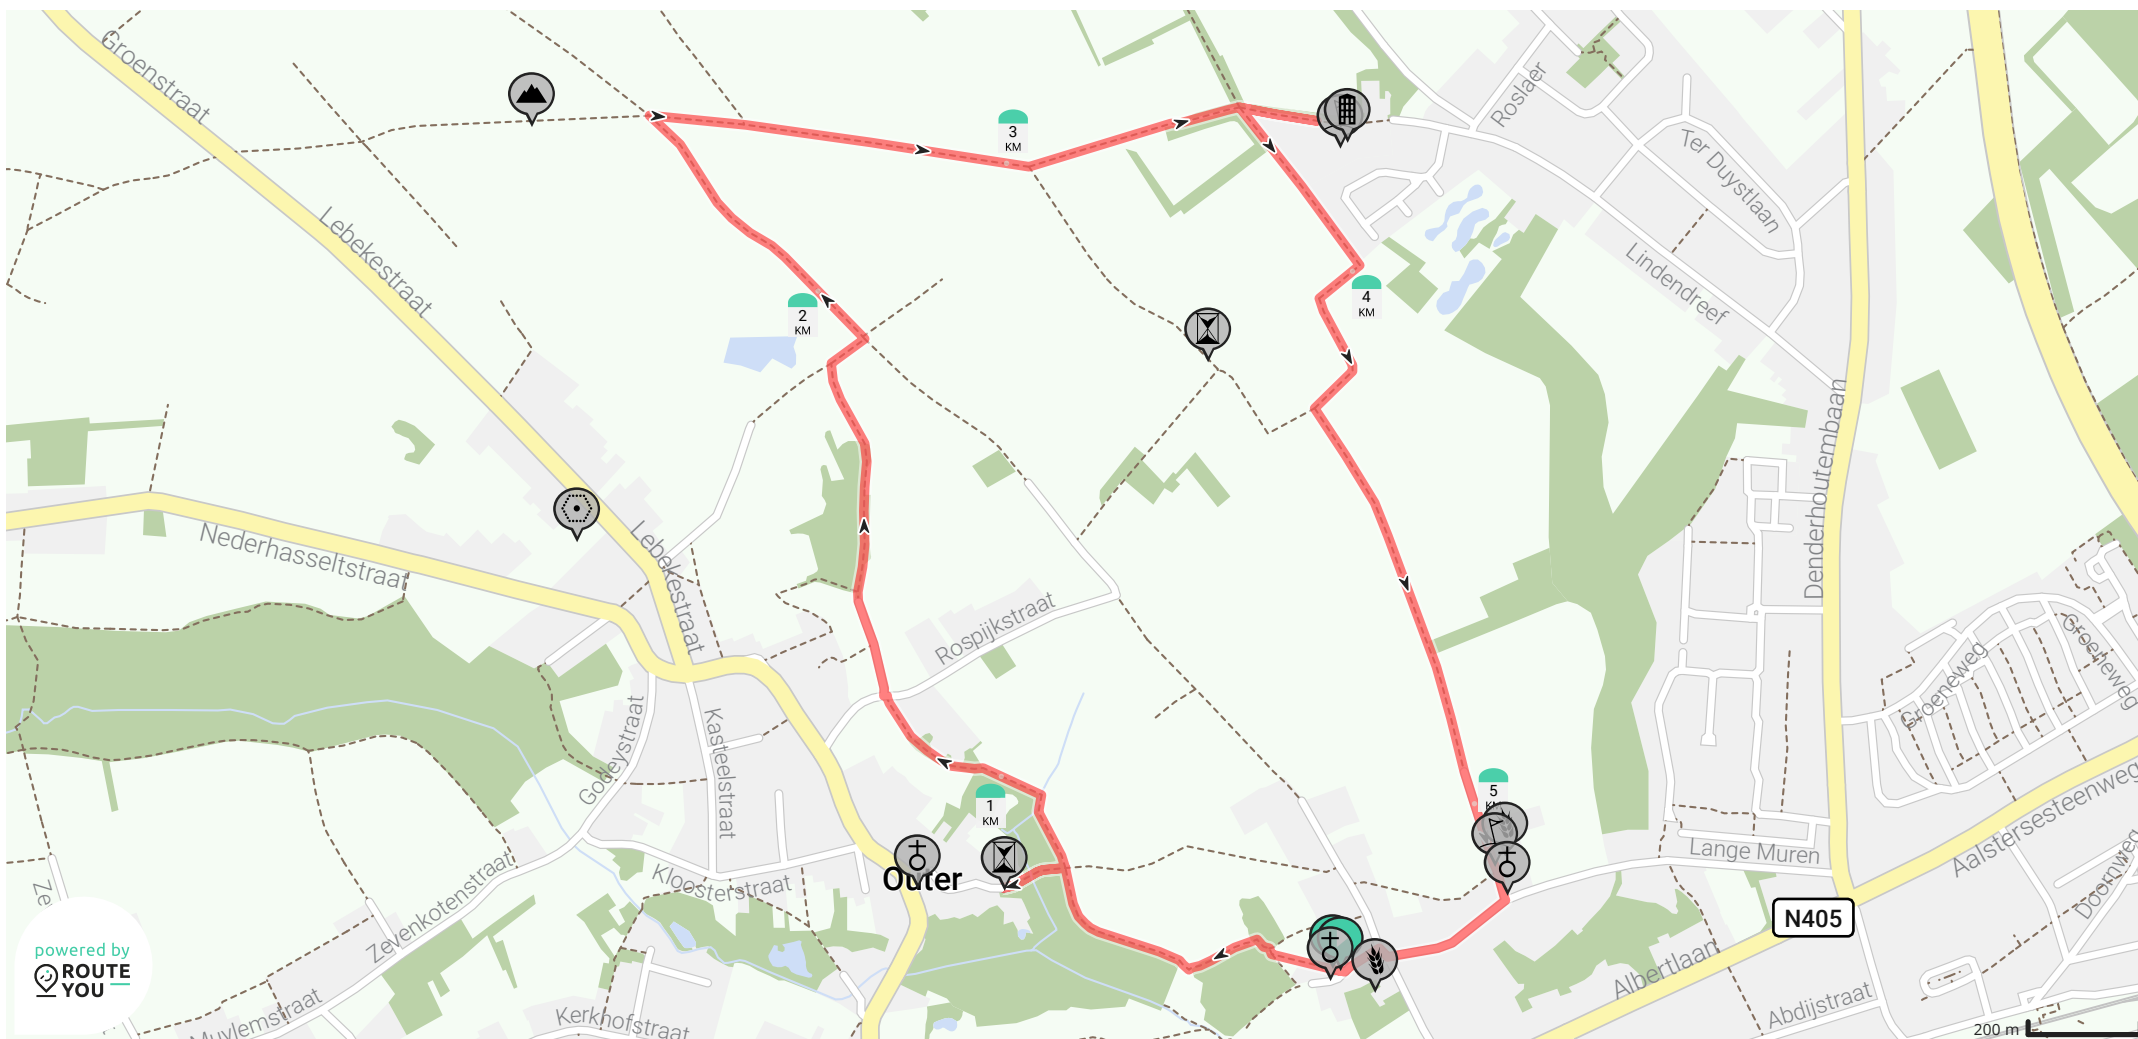 Groenstraat
Roslaer
3
KM
Ter Duystlaan
Lebekestraat
Lindendreef
4
KM
2
KM
Denderhoutembaan
Nederhasseltstraat
Lebekestraat
Rospijkstraat
Groeneweg
Groeneweg
Godeystraat
Kasteelstraat
5
KM
1
KM
Aalstersesteenweg
Lange Muren
Outer
Kloosterstraat
Doornweg
Ze
N405
Zevenkotenstraat
powered by
ROUTE
YOU
Albertlaan
Abdijstraat
Muylemstraat
Kerkhofstraat
200 m